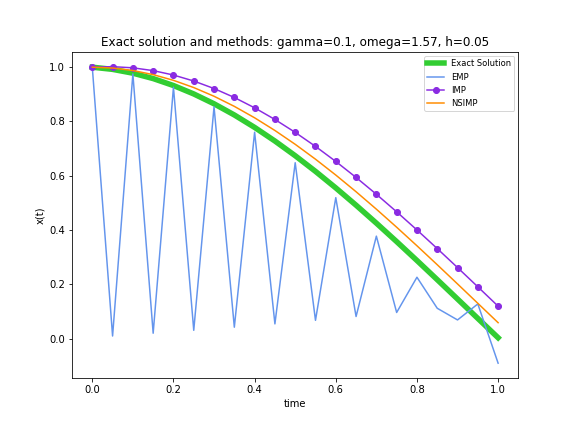 Exact solution and methods: gamma=0.1, omega=1.57, h=0.05
Exact Solution
EMP
IMP
NSIMP
x(t)
1.0
0.8
0.6
0.4
0.2
0.0
0.0 0.2 0.4 0.6 0.8 1.0
time